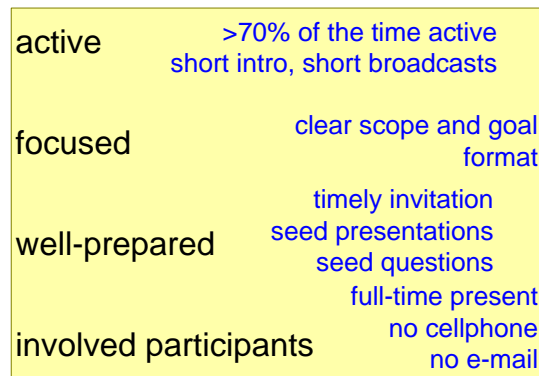 active
>70% of the time active
short intro, short broadcasts
focused
clear scope and goal
format
well-prepared
timely invitation
seed presentations
seed questions
involved participants
full-time present
no cellphone
no e-mail